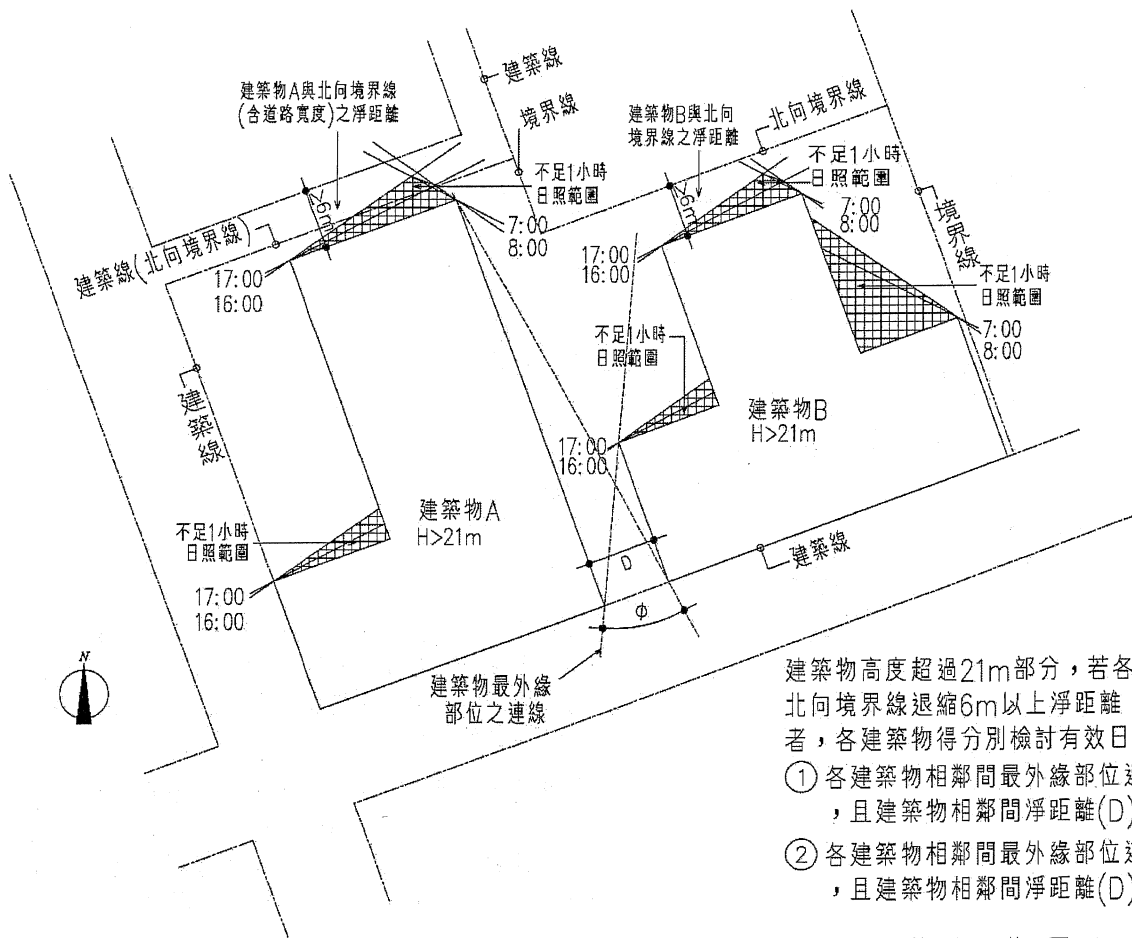 建築線
建築物A與北向境界線
(含道路寬度)之淨距離
境界線
建築物B與北向
境界線之淨距離
北向境界線
不足1小時
日照範圍
不足1小時
日照範圍
≥6m
≥6m
7:00
8:00
7:00
8:00
境界線
建築線(北向境界線)
17:00
16:00
17:00
16:00
不足1小時
日照範圍
不足1小時
日照範圍
7:00
8:00
建築線
建築物B
H>21m
17:00
16:00
建築物A
H>21m
不足1小時
日照範圍
建築線
D
17:00
16:00
φ
N
建築物最外緣
部位之連線
建築物高度超過21m部分，若各
北向境界線退縮6m以上淨距離
者，各建築物得分別檢討有效日
①各建築物相鄰間最外緣部位
，且建築物相鄰間淨距離(D)
②各建築物相鄰間最外緣部位
，且建築物相鄰間淨距離(D)